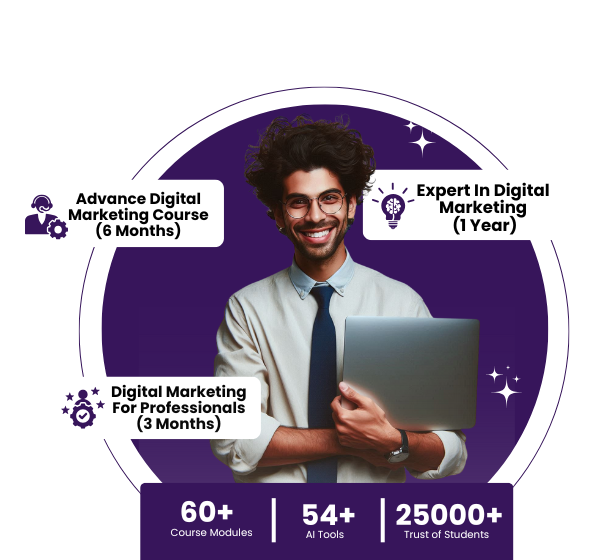 Advance Digital
Marketing Course
(6 Months)
Expert In Digital
Marketing
(1 Year)
Digital Marketing
For Professionals
(3 Months)
60+
Course Modules
54+
AI Tools
25000+
Trust of Students